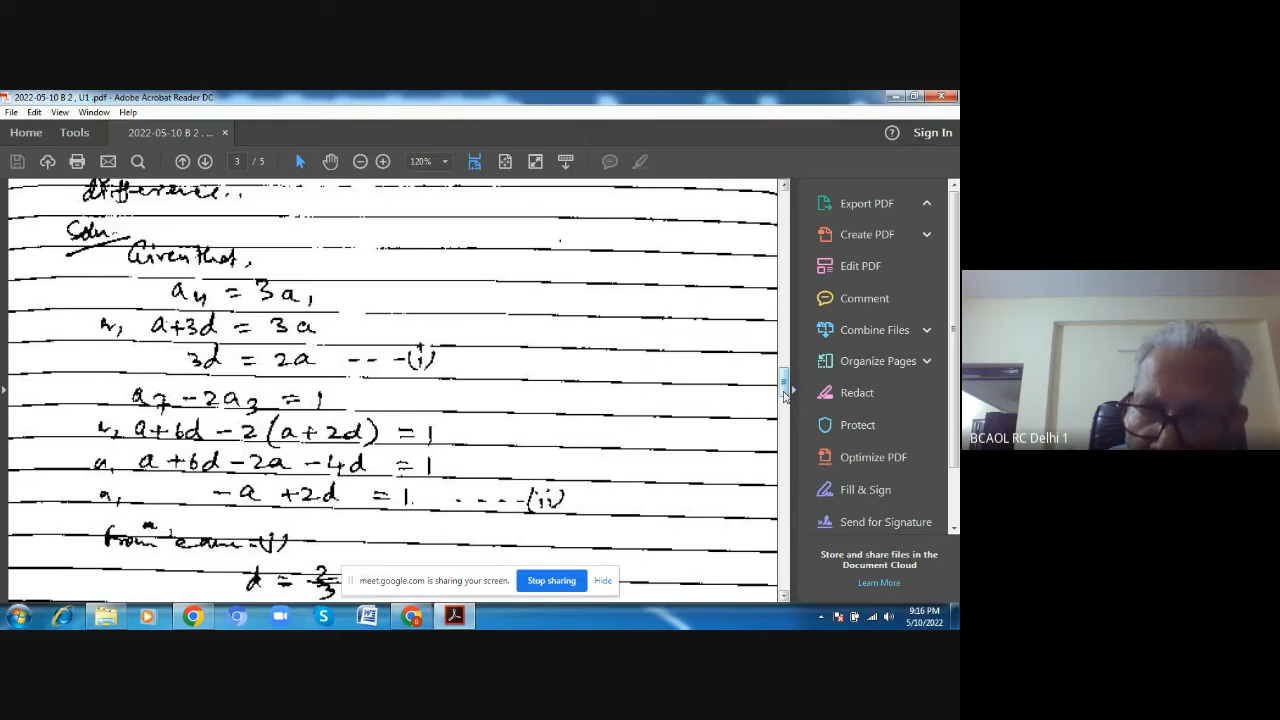 2022-05-10 B 2 , U1 .pdf - Adobe Acrobat Reader DC
File Edit View Window Help
Home Tools 2022-05-10 B 2 , ... × Sign In
3 / 5 120%
difference..
Soln.
Given that,
a4 = 3a,
a+3d = 3a
3d = 2a -- -(i)
a7 - 2a3 = 1
a+6d - 2(a+2d) = 1
a+6d - 2a - 4d = 1
-a +2d = 1. - - - -(ii)
from eqn -(i)
d = 2/3
meet.google.com is sharing your screen. Stop sharing Hide
Export PDF
Create PDF
Edit PDF
Comment
Combine Files
Organize Pages
Redact
Protect
Optimize PDF
Fill & Sign
Send for Signature
Store and share files in the
Document Cloud
Learn More
9:16 PM
5/10/2022
BCAOL RC Delhi 1